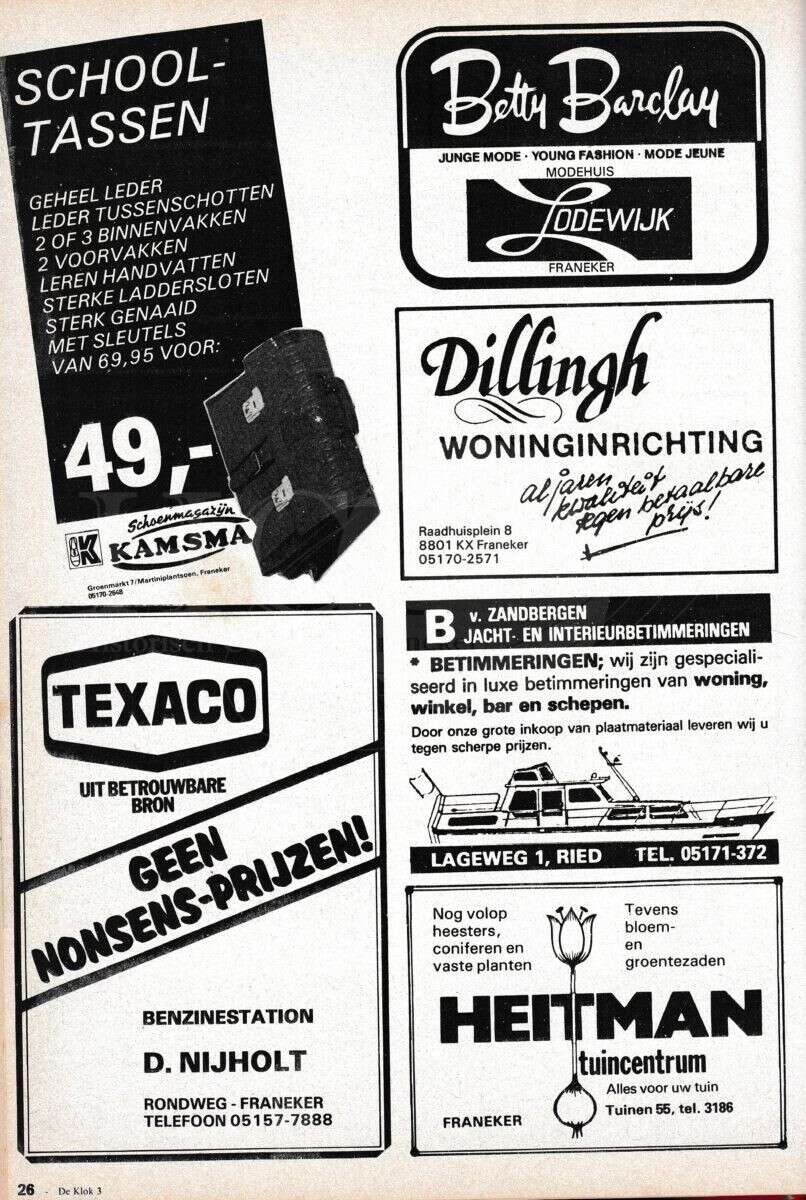 SCHOOL-
TASSEN
GEHEEL LEDER
LEDER TUSSENSCHOTTEN
2 OF 3 BINNENVAKKEN
2 VOORVAKKEN
LEREN HANDVATTEN
STERKE LADDERSLOTEN
STERK GENAAID
MET SLEUTELS
VAN 69,95 VOOR:
49,-
Schoenmagazijn
K KAMSMA
Groenmarkt 7/Martiniplantsoen, Franeker
05170-2648
Betty Barclay
JUNGE MODE · YOUNG FASHION · MODE JEUNE
MODEHUIS
LODEWIJK
FRANEKER
Dillingh
WONINGINRICHTING
al jaren
kwaliteit
tegen betaalbare
prijs!
Raadhuisplein 8
8801 KX Franeker
05170-2571
TEXACO
UIT BETROUWBARE
BRON
GEEN
NONSENS-PRIJZEN!
BENZINESTATION
D. NIJHOLT
RONDWEG - FRANEKER
TELEFOON 05157-7888
B v. ZANDBERGEN
JACHT- EN INTERIEURBETIMMERINGEN
* BETIMMERINGEN; wij zijn gespeciali-
seerd in luxe betimmeringen van woning,
winkel, bar en schepen.
Door onze grote inkoop van plaatmateriaal leveren wij u
tegen scherpe prijzen.
LAGEWEG 1, RIED TEL. 05171-372
Nog volop
heesters,
coniferen en
vaste planten
Tevens
bloem-
en
groentezaden
HEITMAN
tuincentrum
Alles voor uw tuin
FRANEKER
Tuinen 55, tel. 3186
26 - De Klok 3